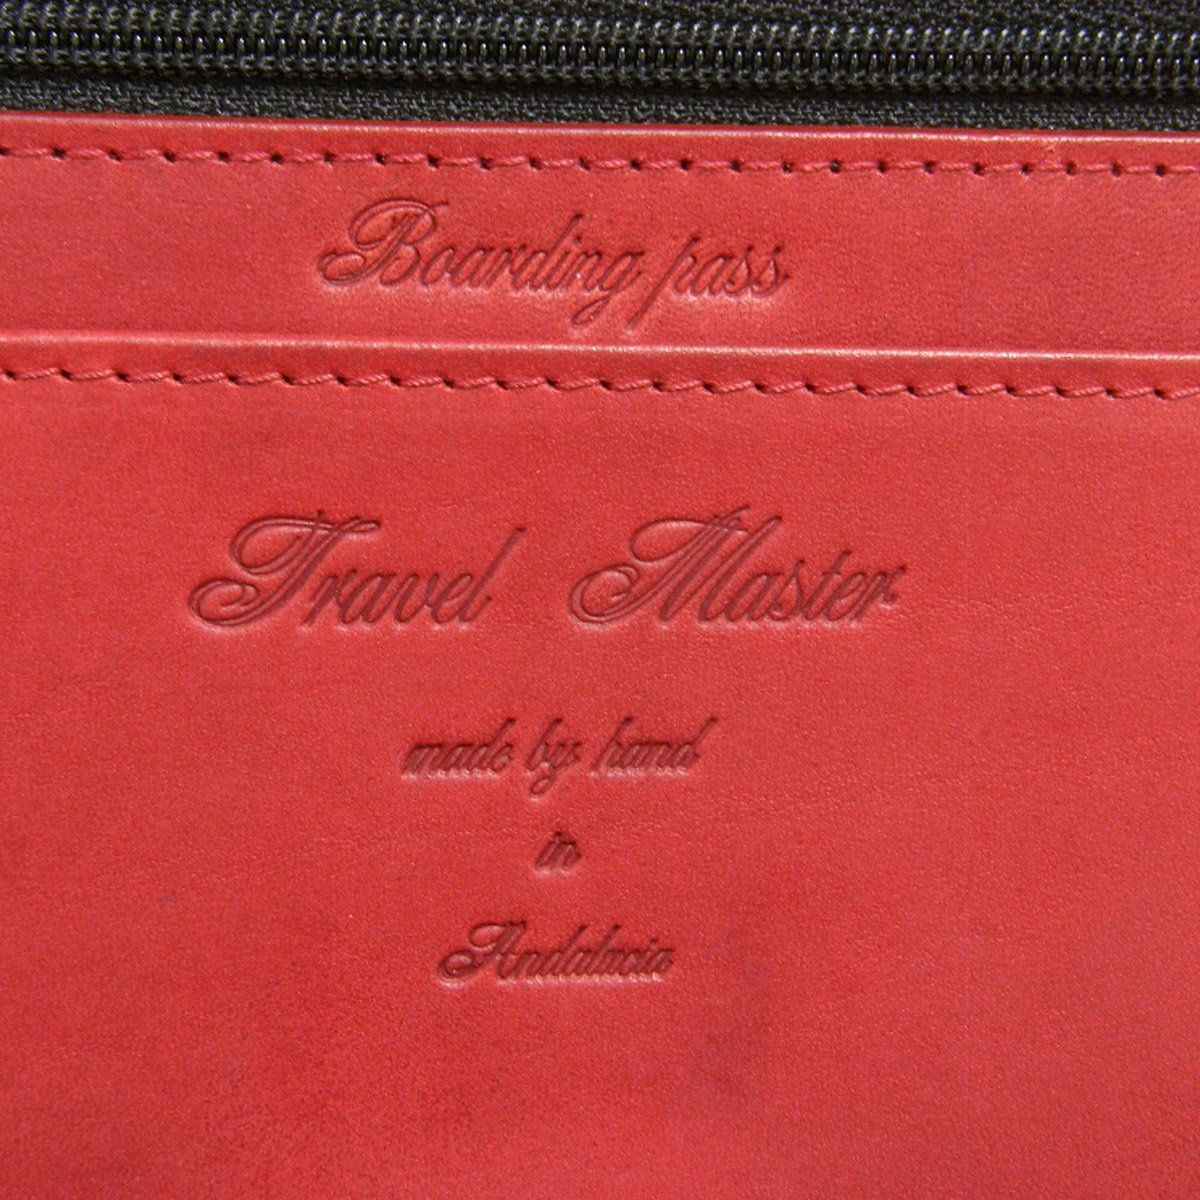 Boarding pass
Travel Master
made by hand
in
Andalucia